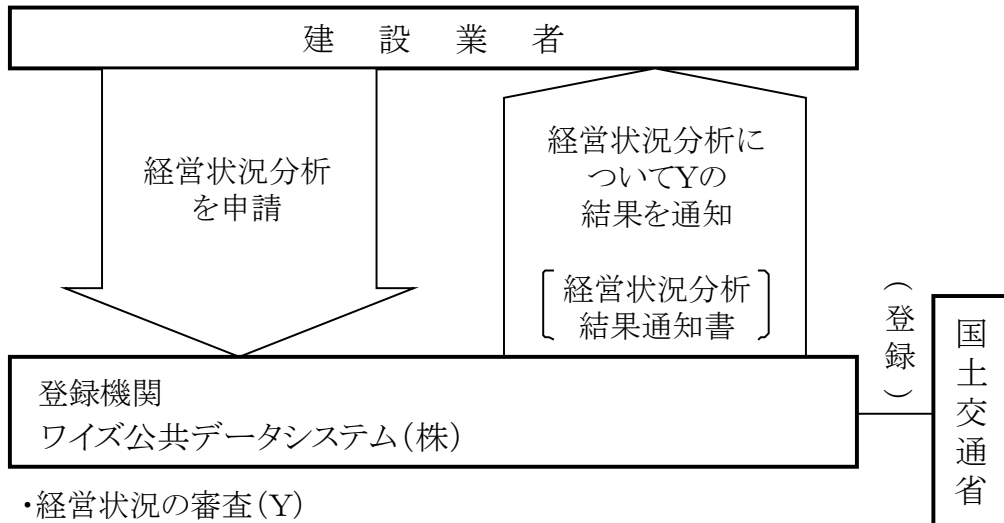 建設業者
経営状況分析
を申請
経営状況分析に
ついてYの
結果を通知
経営状況分析
結果通知書
登録機関
ワイズ公共データシステム(株)
(登録)
国土交通省
・経営状況の審査(Y)